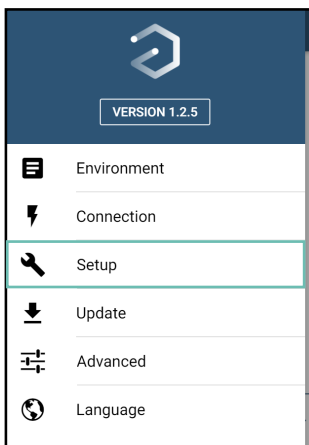 VERSION 1.2.5
Environment
Connection
Setup
Update
Advanced
Language